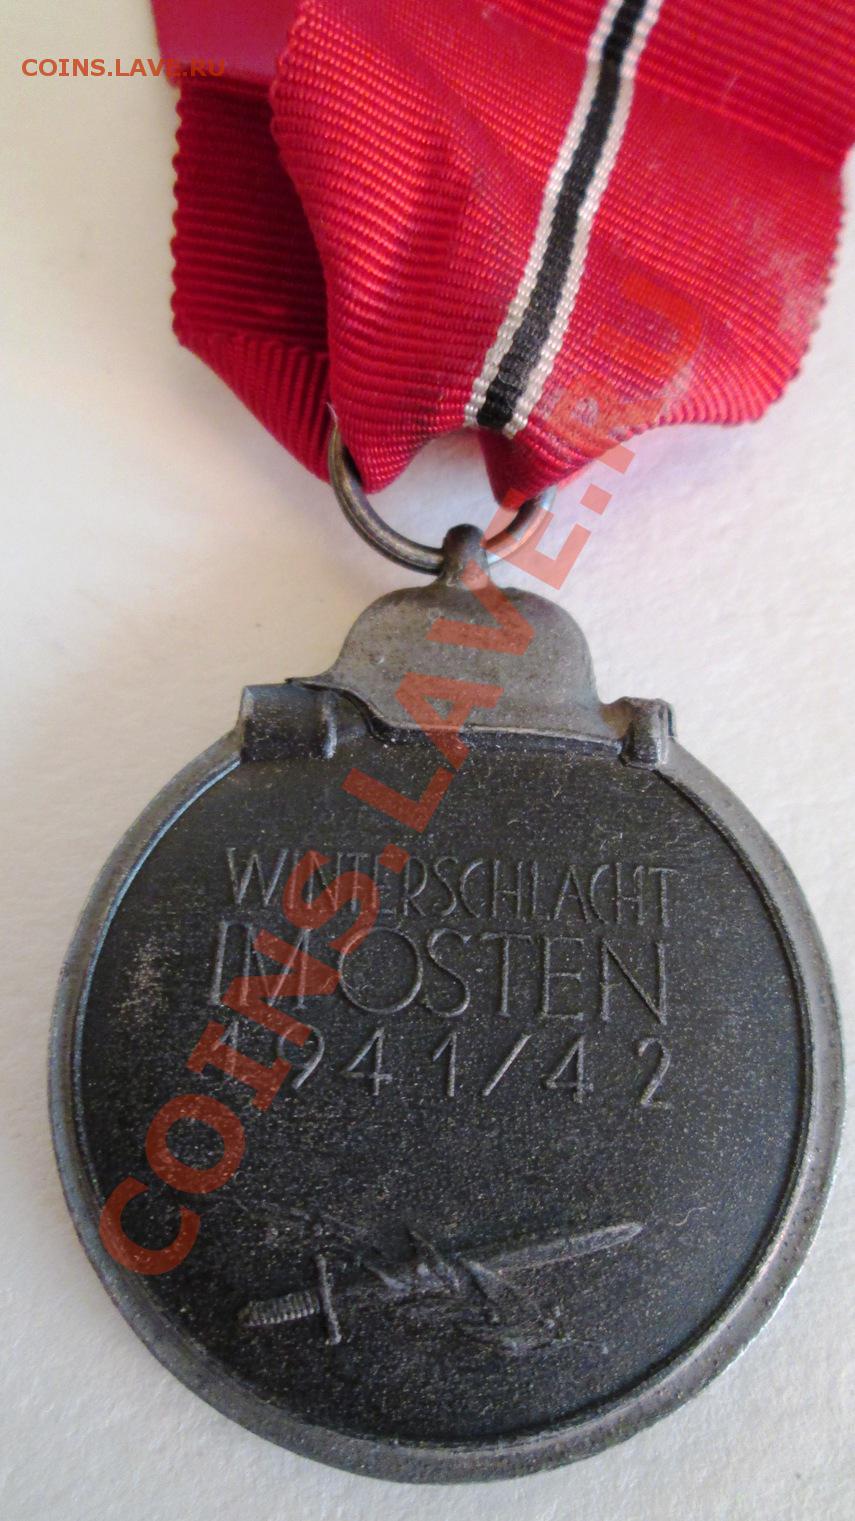 COINS.LAVE.RU
COINS.LAVE.RU
WINTERSCHLACHT
IM OSTEN
1941/42